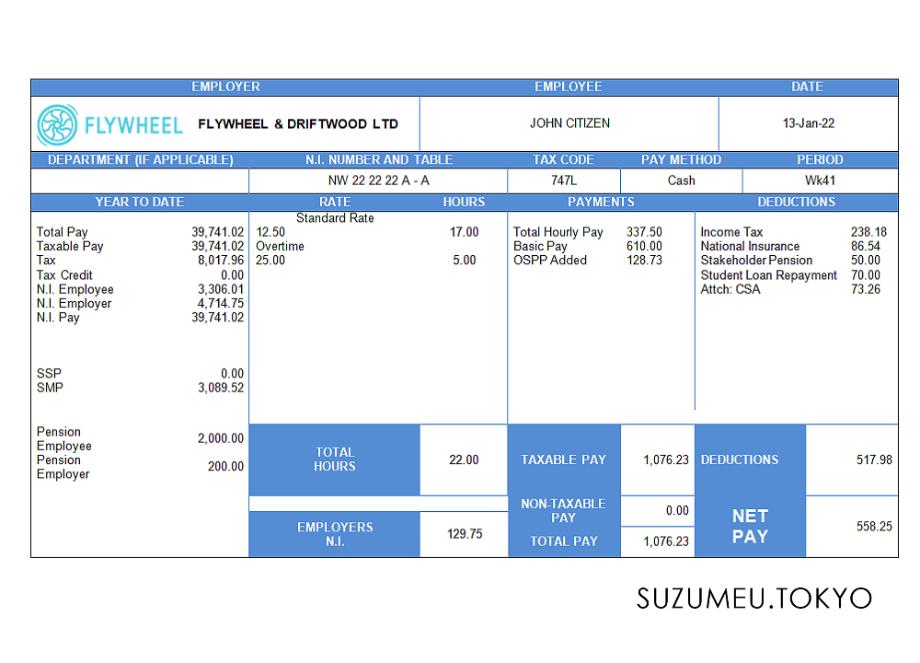 EMPLOYER EMPLOYEE DATE
FLYWHEEL FLYWHEEL & DRIFTWOOD LTD JOHN CITIZEN 13-Jan-22
DEPARTMENT (IF APPLICABLE) N.I. NUMBER AND TABLE TAX CODE PAY METHOD PERIOD
NW 22 22 22 A - A 747L Cash Wk41
YEAR TO DATE RATE HOURS PAYMENTS DEDUCTIONS
Standard Rate
Total Pay 39,741.02 12.50 17.00 Total Hourly Pay 337.50 Income Tax 238.18
Taxable Pay 39,741.02 Overtime Basic Pay 610.00 National Insurance 86.54
Tax 8,017.96 25.00 5.00 OSPP Added 128.73 Stakeholder Pension 50.00
Tax Credit 0.00 Student Loan Repayment 70.00
N.I. Employee 3,306.01 Attch: CSA 73.26
N.I. Employer 4,714.75
N.I. Pay 39,741.02
SSP 0.00
SMP 3,089.52
Pension
Employee 2,000.00
Pension
Employer 200.00
TOTAL
HOURS 22.00 TAXABLE PAY 1,076.23 DEDUCTIONS 517.98
NON-TAXABLE
PAY 0.00
EMPLOYERS
N.I. 129.75 TOTAL PAY 1,076.23
NET
PAY 558.25
SUZUMEU.TOKYO